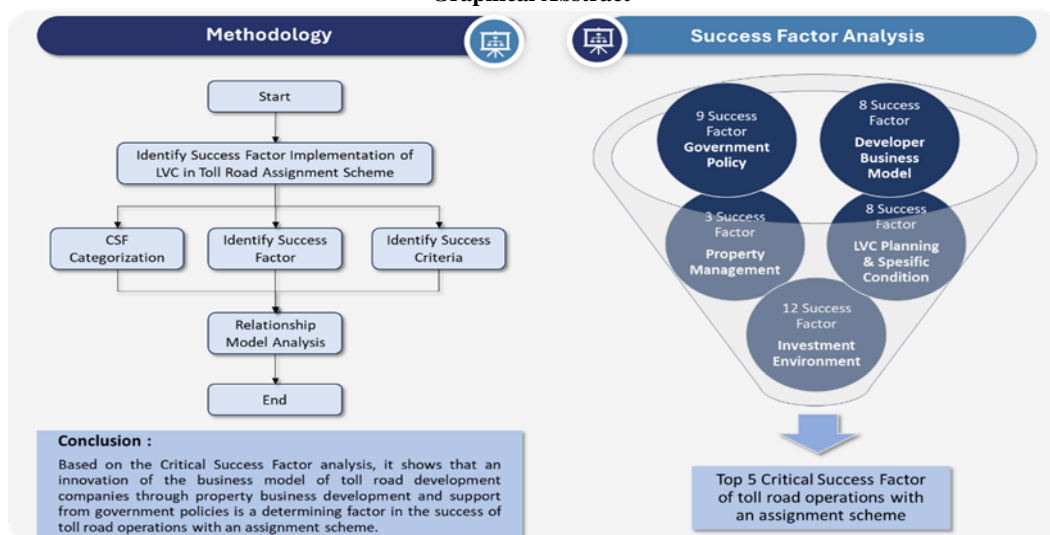 Graphical Abstract
Methodology
Start
Identify Success Factor Implementation of
LVC in Toll Road Assignment Scheme
CSF
Categorization
Identify Success
Factor
Identify Success
Criteria
Relationship
Model Analysis
End
Conclusion :
Based on the Critical Success Factor analysis, it shows that an
innovation of the business model of toll road development
companies through property business development and support
from government policies is a determining factor in the success of
toll road operations with an assignment scheme.
Success Factor Analysis
9 Success
Factor
Government
Policy
8 Success
Factor
Developer
Business
Model
3 Success
Factor
Property
Management
8 Success
Factor
LVC Planning
& Spesific
Condition
12 Success
Factor
Investment
Environment
Top 5 Critical Success Factor
of toll road operations with
an assignment scheme